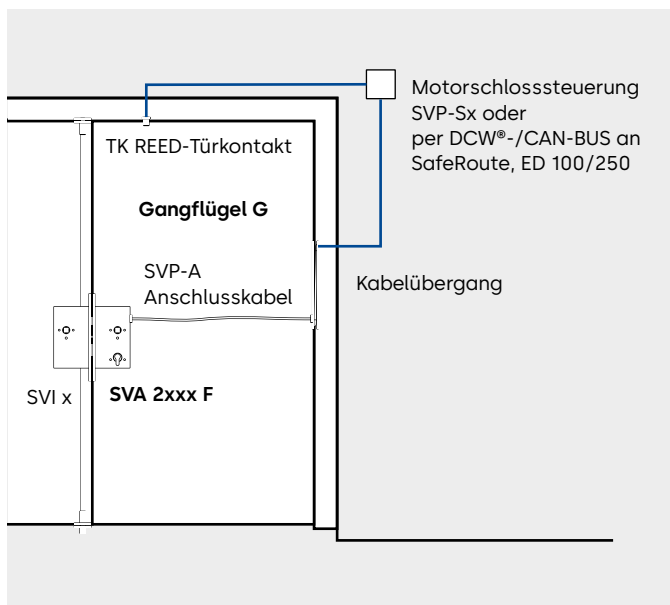 Motorschlosssteuerung
SVP-Sx oder
per DCW®-/CAN-BUS an
SafeRoute, ED 100/250
TK REED-Türkontakt
Gangflügel G
SVP-A
Anschlusskabel
Kabelübergang
SVI x
SVA 2xxx F